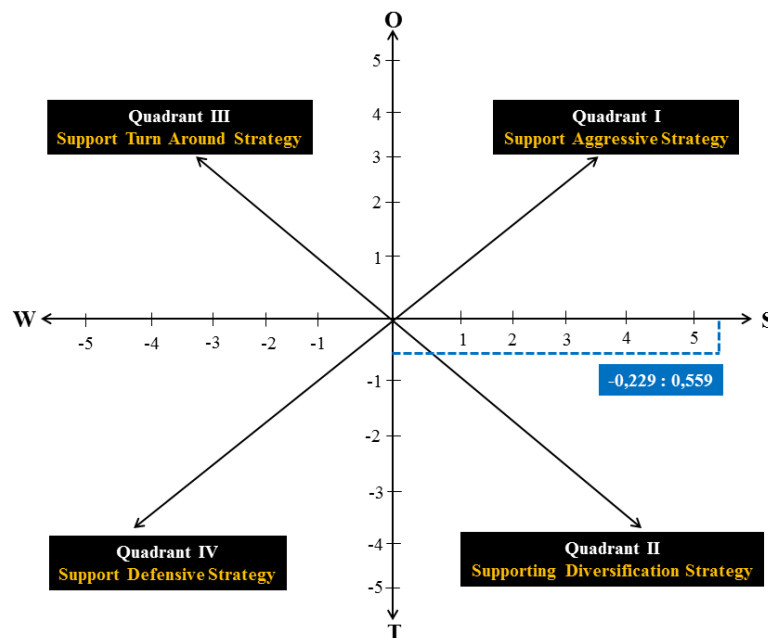 O
5
Quadrant III
Support Turn Around Strategy
Quadrant I
Support Aggressive Strategy
4
3
2
1
W
S
-5
-4
-3
-2
-1
1
2
3
4
5
-0,229 : 0,559
-1
-2
-3
Quadrant IV
Support Defensive Strategy
Quadrant II
Supporting Diversification Strategy
-4
-5
T